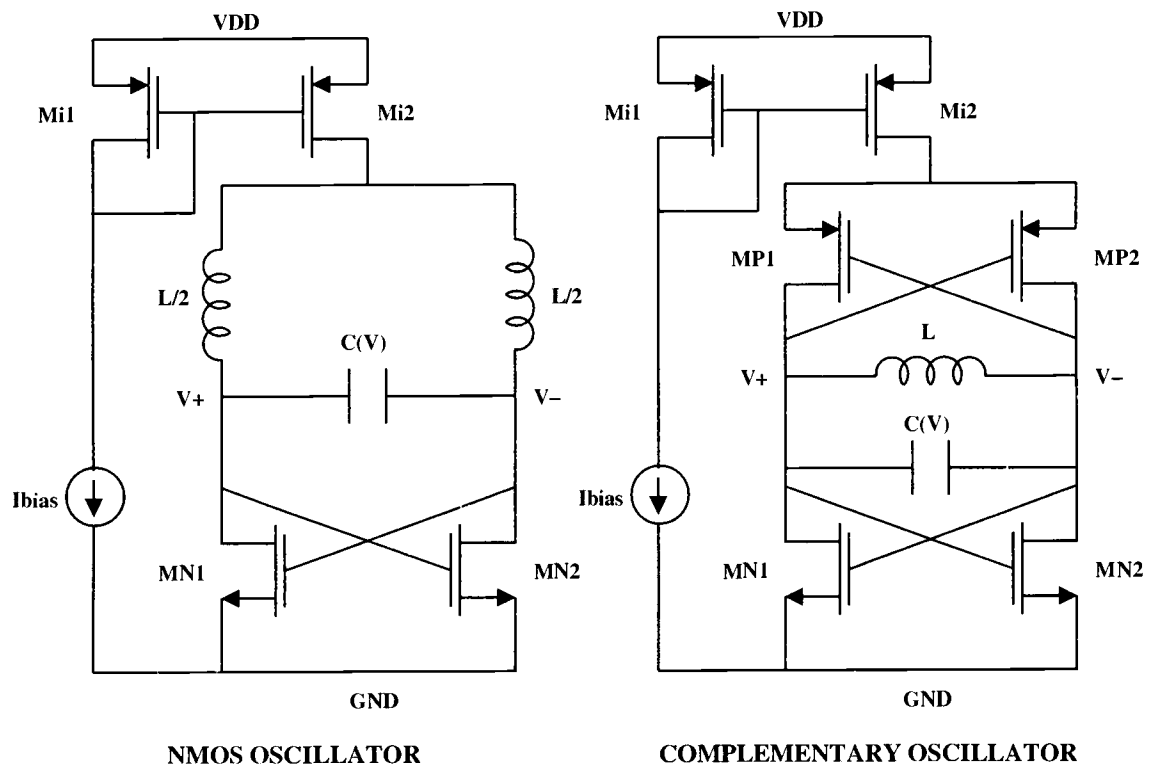 VDD
Mi1
Mi2
L/2
L/2
C(V)
V+
V−
Ibias
MN1
MN2
GND
NMOS OSCILLATOR
VDD
Mi1
Mi2
MP1
MP2
L
V+
V−
C(V)
Ibias
MN1
MN2
GND
COMPLEMENTARY OSCILLATOR